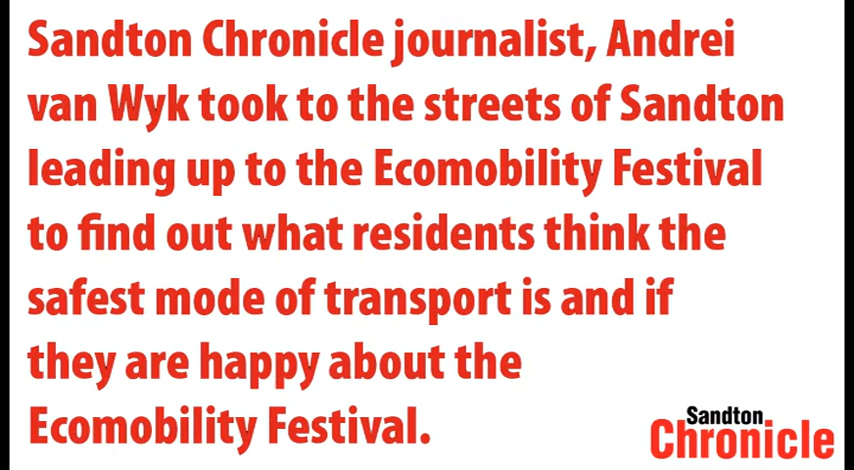 Sandton Chronicle journalist, Andrei
van Wyk took to the streets of Sandton
leading up to the Ecomobility Festival
to find out what residents think the
safest mode of transport is and if
they are happy about the
Ecomobility Festival.
Sandton
Chronicle